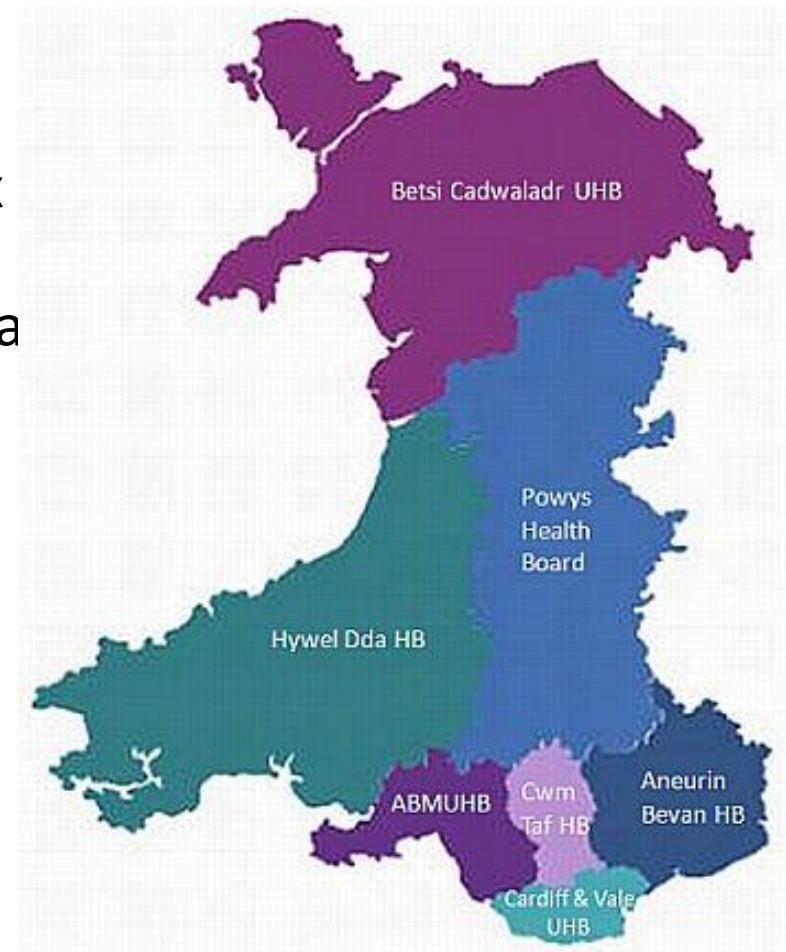 Betsi Cadwaladr UHB
a
Powys
Health
Board
Hywel Dda HB
ABMUHB
Cwm
Taf HB
Aneurin
Bevan HB
Cardiff & Vale
UHB